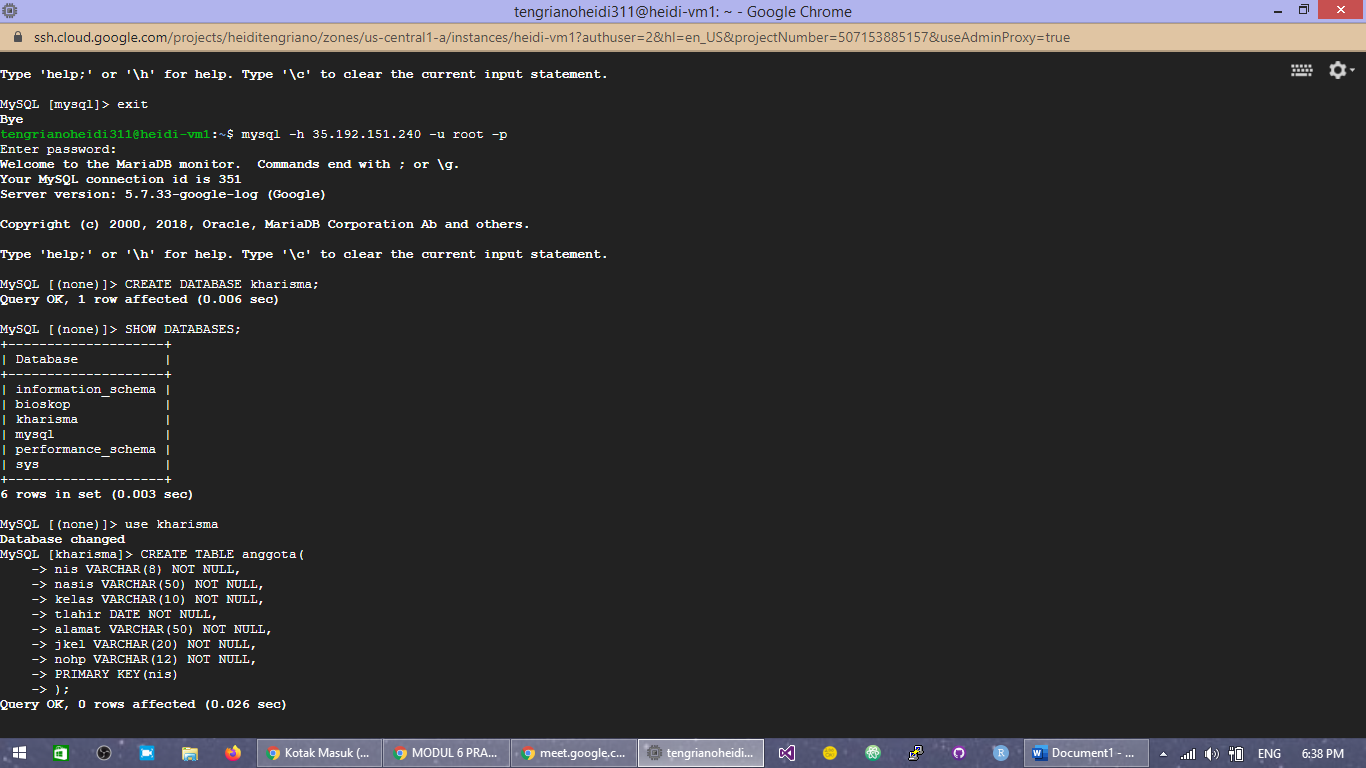 tengrianoheidi311@heidi-vm1: ~ - Google Chrome
ssh.cloud.google.com/projects/heiditengriano/zones/us-central1-a/instances/heidi-vm1?authuser=2&hl=en_US&projectNumber=507153885157&useAdminProxy=true
Type 'help;' or '\h' for help. Type '\c' to clear the current input statement.
MySQL [mysql]> exit
Bye
tengrianoheidi311@heidi-vm1:~$ mysql -h 35.192.151.240 -u root -p
Enter password:
Welcome to the MariaDB monitor.  Commands end with ; or \g.
Your MySQL connection id is 351
Server version: 5.7.33-google-log (Google)
Copyright (c) 2000, 2018, Oracle, MariaDB Corporation Ab and others.
Type 'help;' or '\h' for help. Type '\c' to clear the current input statement.
MySQL [(none)]> CREATE DATABASE kharisma;
Query OK, 1 row affected (0.006 sec)
MySQL [(none)]> SHOW DATABASES;
+--------------------+
| Database           |
+--------------------+
| information_schema |
| bioskop            |
| kharisma           |
| mysql              |
| performance_schema |
| sys                |
+--------------------+
6 rows in set (0.003 sec)
MySQL [(none)]> use kharisma
Database changed
MySQL [kharisma]> CREATE TABLE anggota(
    -> nis VARCHAR(8) NOT NULL,
    -> nasis VARCHAR(50) NOT NULL,
    -> kelas VARCHAR(10) NOT NULL,
    -> tlahir DATE NOT NULL,
    -> alamat VARCHAR(50) NOT NULL,
    -> jkel VARCHAR(20) NOT NULL,
    -> nohp VARCHAR(12) NOT NULL,
    -> PRIMARY KEY(nis)
    -> );
Query OK, 0 rows affected (0.026 sec)
Kotak Masuk (... MODUL 6 PRA... meet.google.c... tengrianoheidi... Document1 - ... ENG 6:38 PM